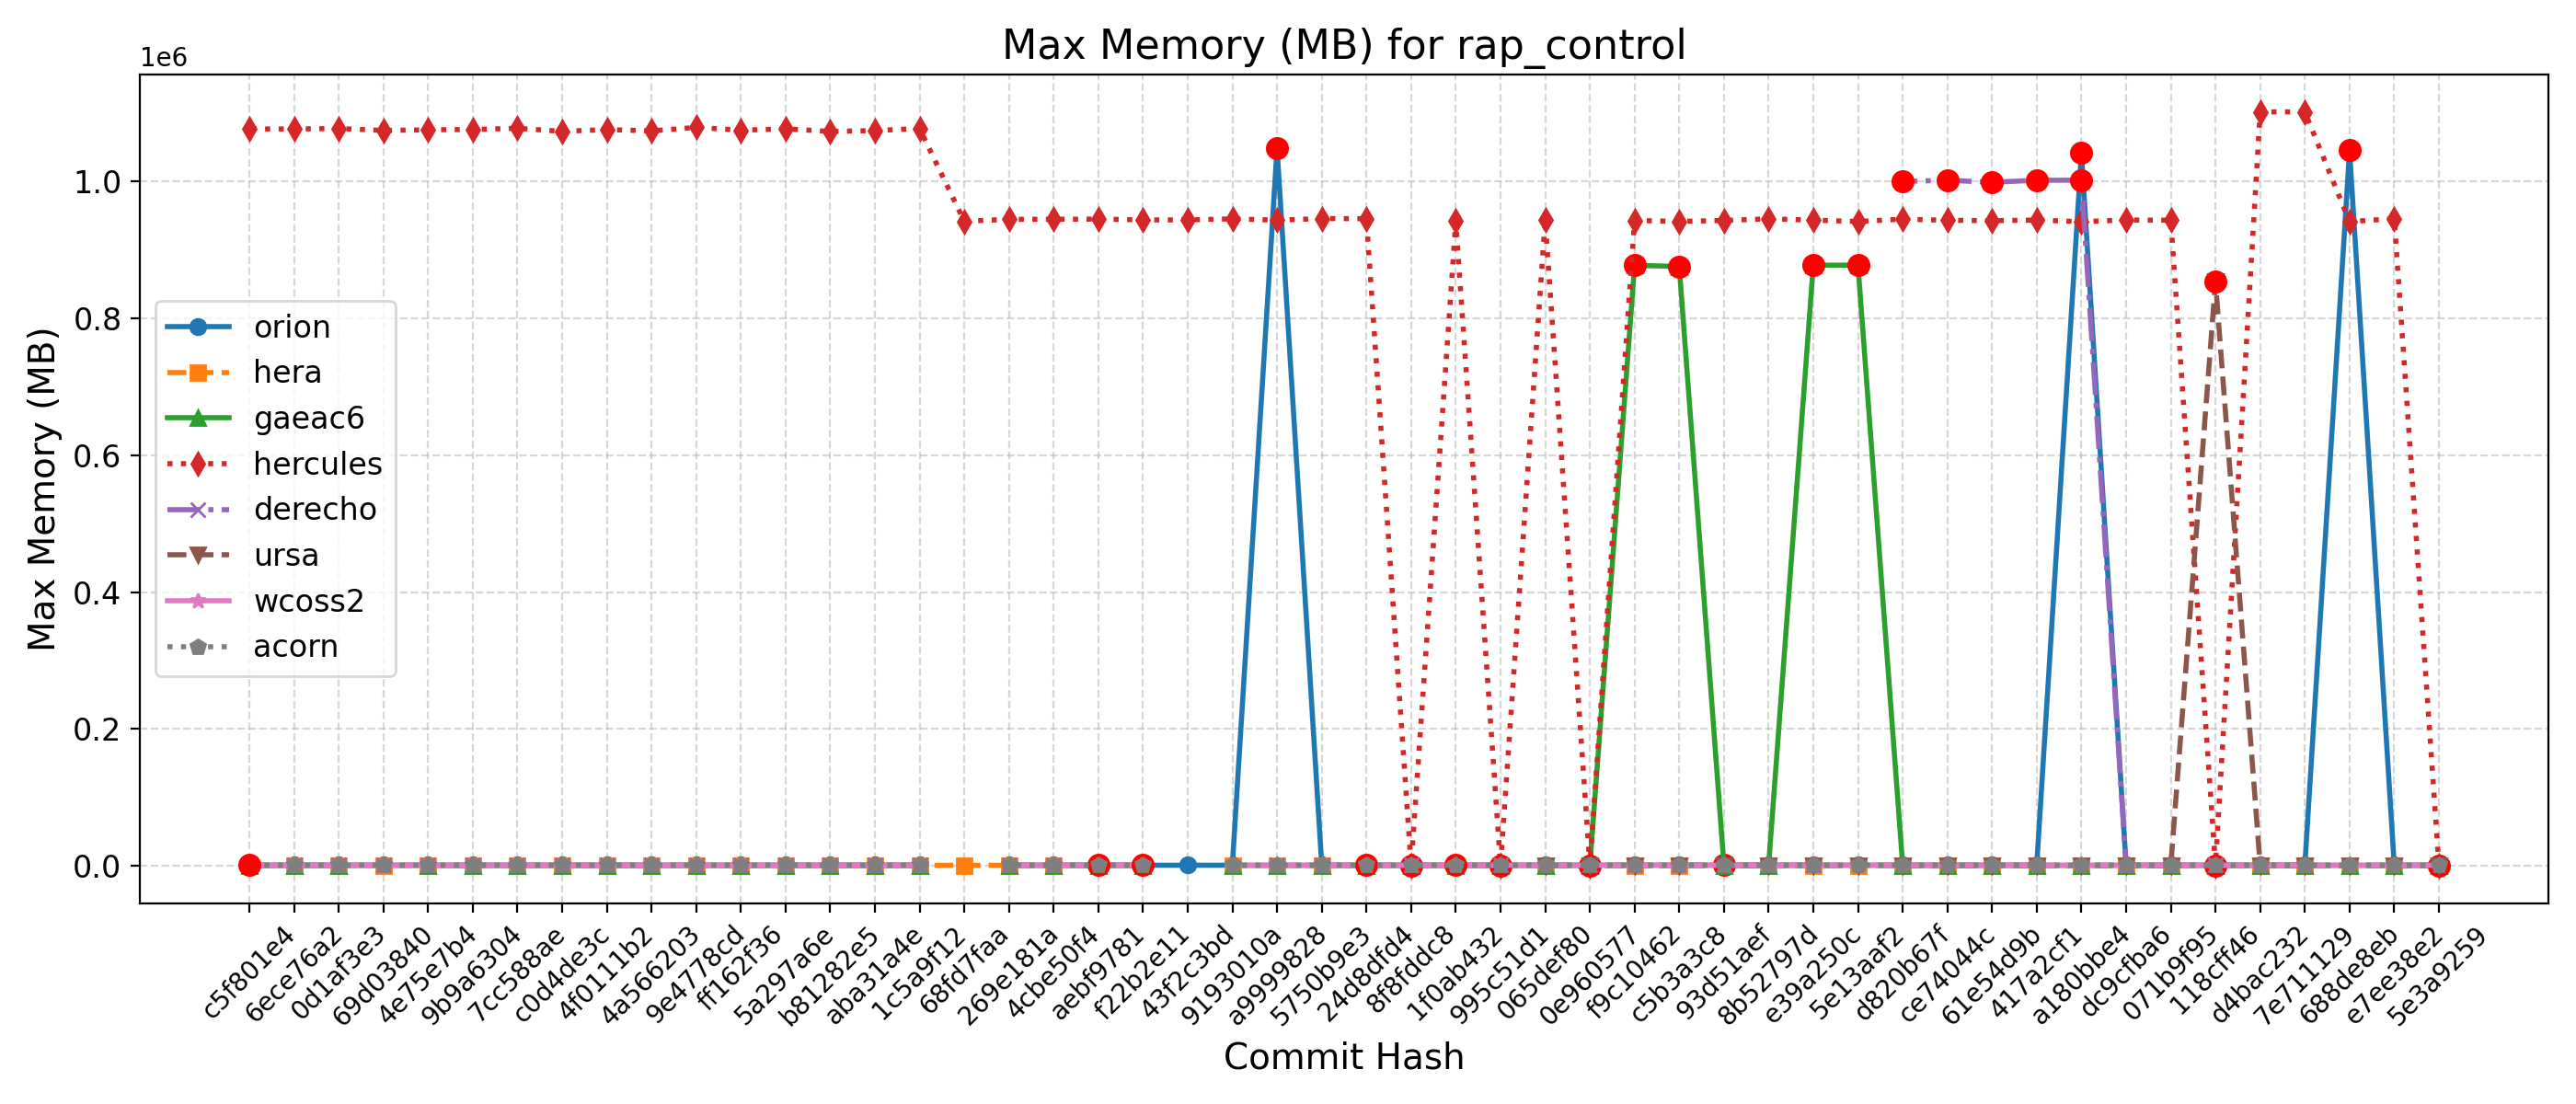 Max Memory (MB) for rap_control
1e6
1.0
0.8
0.6
0.4
0.2
0.0
Max Memory (MB)
orion
hera
gaeac6
hercules
derecho
ursa
wcoss2
acorn
c5f801e4
6ece76a2
0d1af3e3
69d03840
4e75e7b4
9b9a6304
7cc588ae
c0d4de3c
4f0111b2
4a566203
9e4778cd
ff162f36
5a297a6e
b81282e5
aba31a4e
1c5a9f12
68fd7faa
269e181a
4cbe50f4
aebf9781
f22b2e11
43f2c3bd
9193010a
a9999828
5750b9e3
24d8dfd4
8f8fddc8
1f0ab432
995c51d1
065def80
0e960577
f9c10462
c5b3a3c8
93d51aef
8b52797d
e39a250c
5e13aaf2
d820b67f
ce74044c
61e54d9b
417a2cf1
a180bbe4
dc9cfba6
071b9f95
118cff46
d4bac232
7e711129
688de8eb
e7ee38e2
5e3a9259
Commit Hash